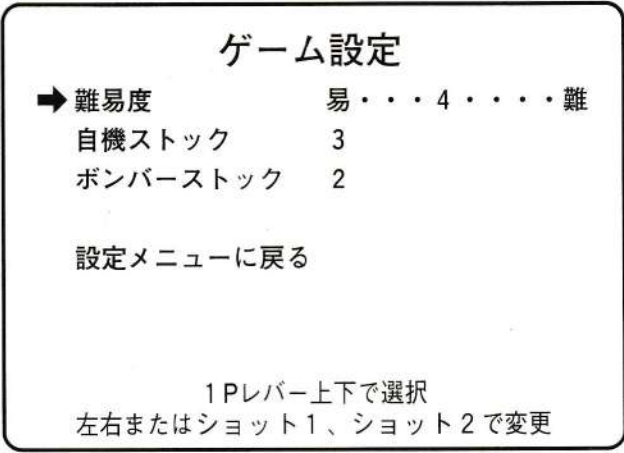 ゲーム設定
➡難易度 易・・・4・・・・難
自機ストック 3
ボンバーストック 2
設定メニューに戻る
1Pレバー上下で選択
左右またはショット1、ショット2で変更